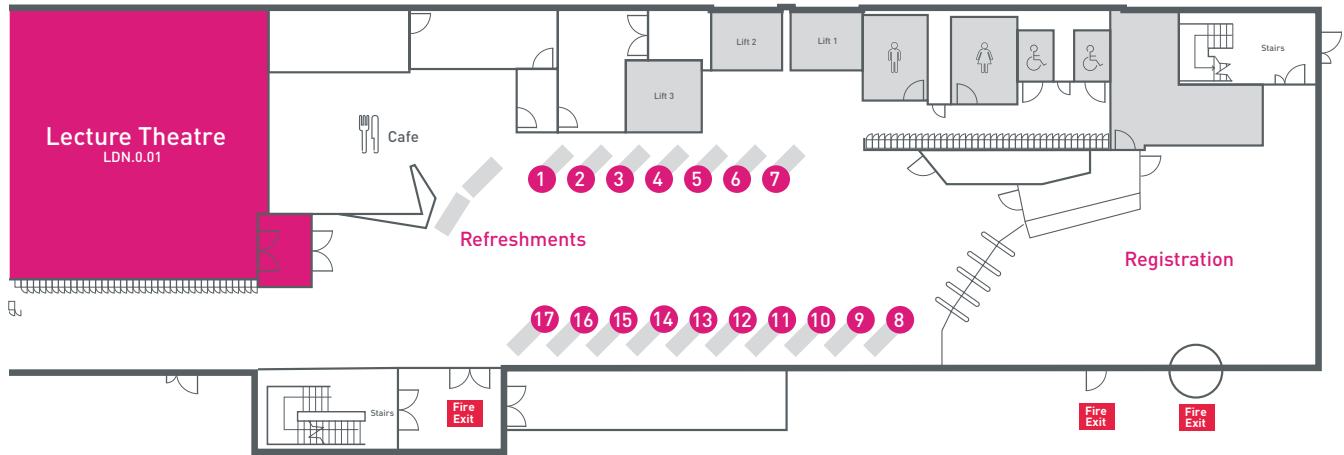 Lift 2
Lift 1
Stairs
Lift 3
Lecture Theatre
LDN.0.01
Cafe
1 2 3 4 5 6 7
Refreshments
Registration
17 16 15 14 13 12 11 10 9 8
Stairs
Fire
Exit
Fire
Exit
Fire
Exit